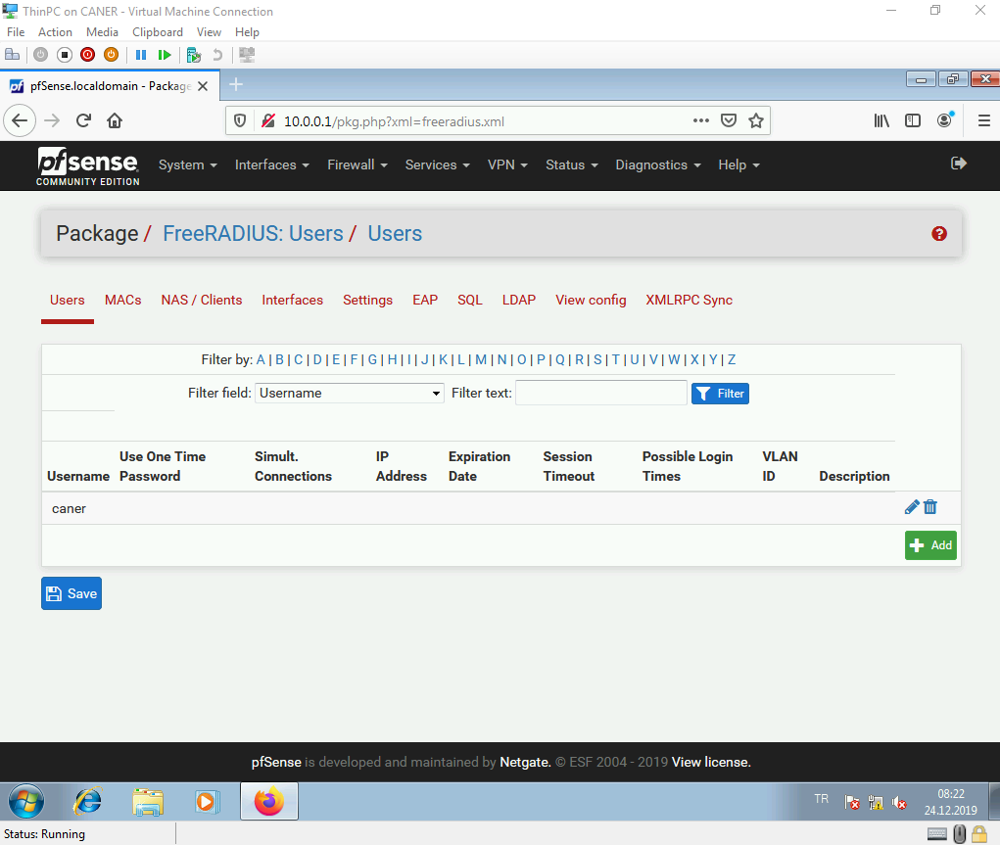 ThinPC on CANER - Virtual Machine Connection
File Action Media Clipboard View Help
pfSense.localdomain - Package
10.0.0.1/pkg.php?xml=freeradius.xml
pfsense System Interfaces Firewall Services VPN Status Diagnostics Help
COMMUNITY EDITION
Package / FreeRADIUS: Users / Users
Users MACs NAS / Clients Interfaces Settings EAP SQL LDAP View config XMLRPC Sync
Filter by: A | B | C | D | E | F | G | H | I | J | K | L | M | N | O | P | Q | R | S | T | U | V | W | X | Y | Z
Filter field: Username Filter text: Filter
Use One Time Simult. IP Expiration Session Possible Login VLAN
Username Password Connections Address Date Timeout Times ID Description
caner
Add
Save
pfSense is developed and maintained by Netgate. © ESF 2004 - 2019 View license.
TR
08:22
24.12.2019
Status: Running